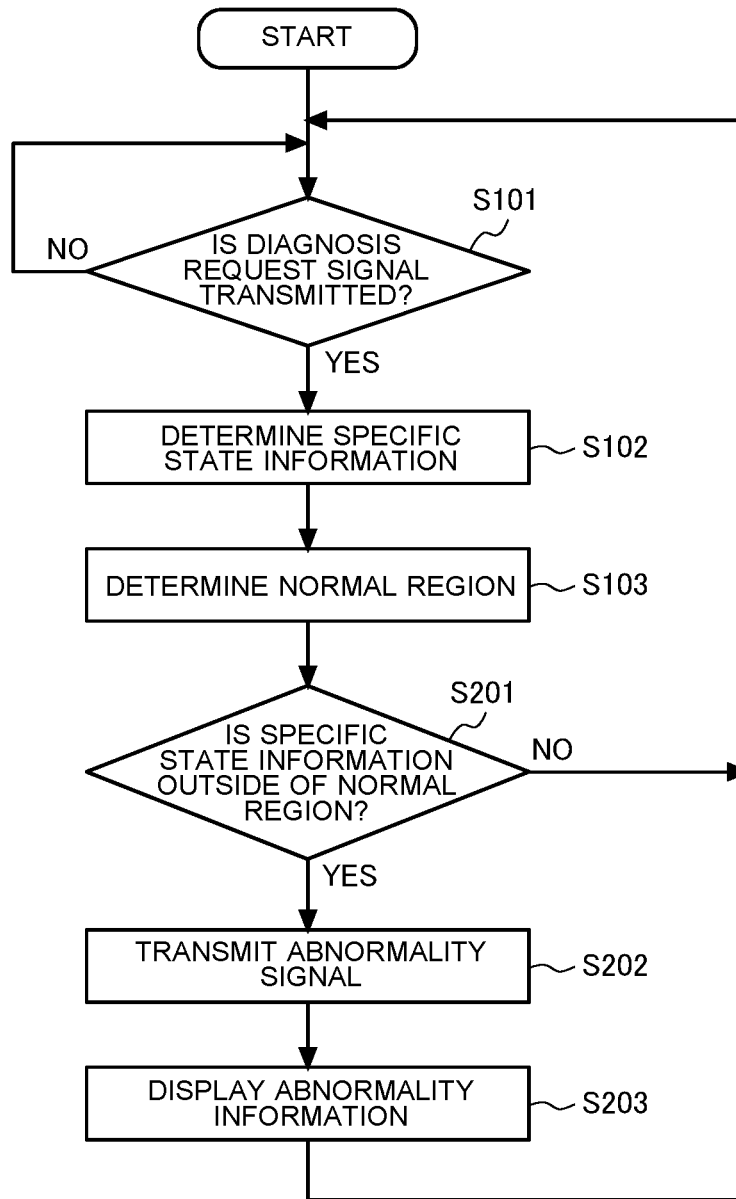 START
S101
IS DIAGNOSIS
REQUEST SIGNAL
TRANSMITTED?
NO
YES
DETERMINE SPECIFIC
STATE INFORMATION
S102
DETERMINE NORMAL REGION
S103
S201
IS SPECIFIC
STATE INFORMATION
OUTSIDE OF NORMAL
REGION?
NO
YES
TRANSMIT ABNORMALITY
SIGNAL
S202
DISPLAY ABNORMALITY
INFORMATION
S203